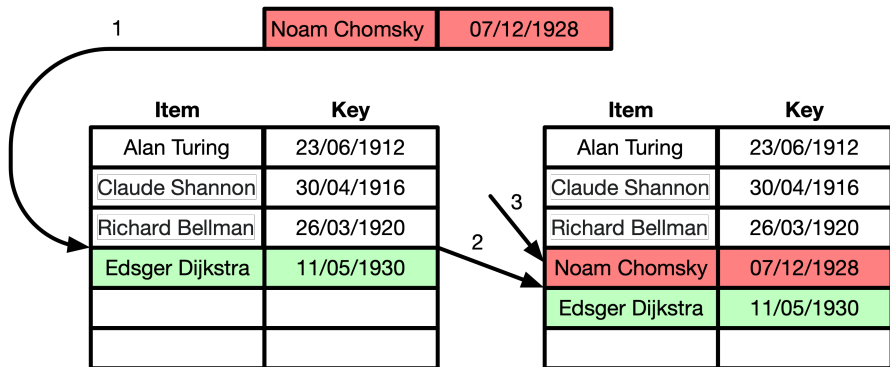 1
Noam Chomsky 07/12/1928
Item Key
Alan Turing 23/06/1912
Claude Shannon 30/04/1916
Richard Bellman 26/03/1920
Edsger Dijkstra 11/05/1930
2
3
Item Key
Alan Turing 23/06/1912
Claude Shannon 30/04/1916
Richard Bellman 26/03/1920
Noam Chomsky 07/12/1928
Edsger Dijkstra 11/05/1930